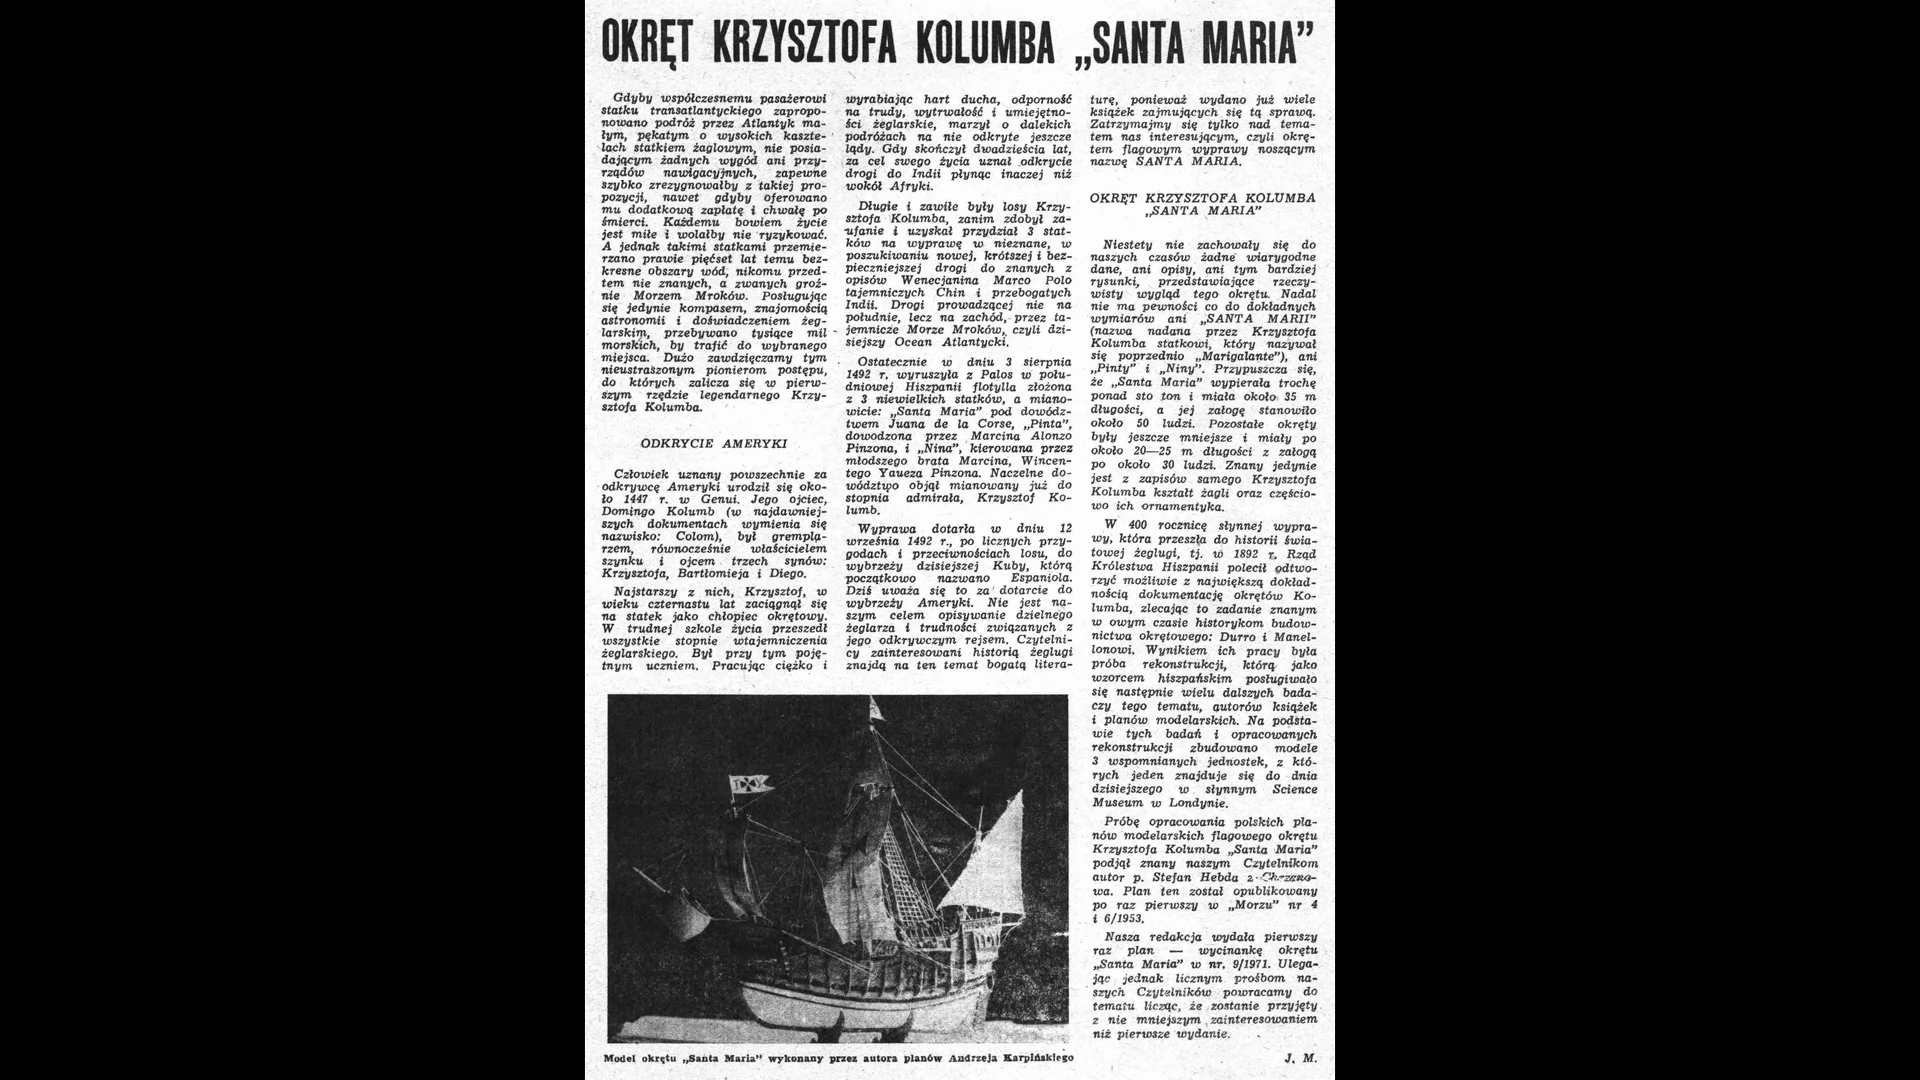 OKRĘT KRZYSZTOFA KOLUMBA „SANTA MARIA”
Gdyby współczesnemu pasażerowi
statku transatlantyckiego zapropo-
nowano podróż przez Atlantyk ma-
łym, pękatym o wysokich kaszte-
lach statkiem żaglowym, nie posia-
dającym żadnych wygód ani przy-
rządów nawigacyjnych, zapewne
szybko zrezygnowałby z takiej pro-
pozycji, nawet gdyby oferowano
mu dodatkową zapłatę i chwałę po
śmierci. Każdemu bowiem życie
jest miłe i wolałby nie ryzykować.
A jednak takimi statkami przemie-
rzano prawie pięćset lat temu bez-
kresne obszary wód, nikomu przed-
tem nie znanych, a zwanych groź-
nie Morzem Mroków. Posługując
się jedynie kompasem, znajomością
astronomii i doświadczeniem żeg-
larskim, przebywano tysiące mil
morskich, by trafić do wybranego
miejsca. Dużo zawdzięczamy tym
nieustraszonym pionierom postępu,
do których zalicza się w pierw-
szym rzędzie legendarnego Krzy-
sztofa Kolumba.
ODKRYCIE AMERYKI
Człowiek uznany powszechnie za
odkrywcę Ameryki urodził się oko-
ło 1447 r. w Genui. Jego ojciec,
Domingo Kolumb (w najdawniej-
szych dokumentach wymienia się
nazwisko: Colom), był gremplą-
rzem, równocześnie właścicielem
szynku i ojcem trzech synów:
Krzysztofa, Bartłomieja i Diego.
Najstarszy z nich, Krzysztof, w
wieku czternastu lat zaciągnął się
na statek jako chłopiec okrętowy.
W trudnej szkole życia przeszedł
wszystkie stopnie wtajemniczenia
żeglarskiego. Był przy tym poję-
tnym uczniem. Pracując ciężko i
wyrabiając hart ducha, odporność
na trudy, wytrwałość i umiejętno-
ści żeglarskie, marzył o dalekich
podróżach na nie odkryte jeszcze
lądy. Gdy skończył dwadzieścia lat,
za cel swego życia uznał odkrycie
drogi do Indii płynąc inaczej niż
wokół Afryki.
Długie i zawiłe były losy Krzy-
sztofa Kolumba, zanim zdobył za-
ufanie i uzyskał przydział 3 stat-
ków na wyprawę w nieznane, w
poszukiwaniu nowej, krótszej i bez-
pieczniejszej drogi do znanych z
opisów Wenecjanina Marco Polo
tajemniczych Chin i przebogatych
Indii. Drogi prowadzącej nie na
południe, lecz na zachód, przez ta-
jemnicze Morze Mroków, czyli dzi-
siejszy Ocean Atlantycki.
Ostatecznie w dniu 3 sierpnia
1492 r. wyruszyła z Palos w połu-
dniowej Hiszpanii flotylla złożona
z 3 niewielkich statków, a miano-
wicie: „Santa Maria” pod dowódz-
twem Juana de la Corse, „Pinta”,
dowodzona przez Marcina Alonzo
Pinzona, i „Nina”, kierowana przez
młodszego brata Marcina, Wincen-
tego Yaueza Pinzona. Naczelne do-
wództwo objął mianowany już do
stopnia admirała, Krzysztof Ko-
lumb.
Wyprawa dotarła w dniu 12
września 1492 r., po licznych przy-
godach i przeciwnościach losu, do
wybrzeży dzisiejszej Kuby, którą
początkowo nazwano Espaniola.
Dziś uważa się to za dotarcie do
wybrzeży Ameryki. Nie jest na-
szym celem opisywanie dzielnego
żeglarza i trudności związanych z
jego odkrywczym rejsem. Czytelni-
cy zainteresowani historią żeglugi
znajdą na ten temat bogatą litera-
turę, ponieważ wydano już wiele
książek zajmujących się tą sprawą.
Zatrzymajmy się tylko nad tema-
tem nas interesującym, czyli okrę-
tem flagowym wyprawy noszącym
nazwę SANTA MARIA.
OKRĘT KRZYSZTOFA KOLUMBA
„SANTA MARIA”
Niestety nie zachowały się do
naszych czasów żadne wiarygodne
dane, ani opisy, ani tym bardziej
rysunki, przedstawiające rzeczy-
wisty wygląd tego okrętu. Nadal
nie ma pewności co do dokładnych
wymiarów ani „SANTA MARII”
(nazwa nadana przez Krzysztofa
Kolumba statkowi, który nazywał
się poprzednio „Marigalante”), ani
„Pinty” i „Niny”. Przypuszcza się,
że „Santa Maria” wypierała trochę
ponad sto ton i miała około 35 m
długości, a jej załogę stanowiło
około 50 ludzi. Pozostałe okręty
były jeszcze mniejsze i miały po
około 20—25 m długości z załogą
po około 30 ludzi. Znany jedynie
jest z zapisów samego Krzysztofa
Kolumba kształt żagli oraz częścio-
wo ich ornamentyka.
W 400 rocznicę słynnej wypra-
wy, która przeszła do historii świa-
towej żeglugi, tj. w 1892 r. Rząd
Królestwa Hiszpanii polecił odtwo-
rzyć możliwie z największą dokład-
nością dokumentację okrętów Ko-
lumba, zlecając to zadanie znanym
w owym czasie historykom budow-
nictwa okrętowego: Durro i Manel-
lonowi. Wynikiem ich pracy była
próba rekonstrukcji, którą jako
wzorcem hiszpańskim posługiwało
się następnie wielu dalszych bada-
czy tego tematu, autorów książek
i planów modelarskich. Na podsta-
wie tych badań i opracowanych
rekonstrukcji zbudowano modele
3 wspomnianych jednostek, z któ-
rych jeden znajduje się do dnia
dzisiejszego w słynnym Science
Museum w Londynie.
Próbę opracowania polskich pla-
nów modelarskich flagowego okrętu
Krzysztofa Kolumba „Santa Maria”
podjął znany naszym Czytelnikom
autor p. Stefan Hebda z Chrzano-
wa. Plan ten został opublikowany
po raz pierwszy w „Morzu” nr 4
i 6/1953.
Nasza redakcja wydała pierwszy
raz plan — wycinankę okrętu
„Santa Maria” w nr. 9/1971. Ulega-
jąc jednak licznym prośbom na-
szych Czytelników powracamy do
tematu licząc, że zostanie przyjęty
z nie mniejszym zainteresowaniem
niż pierwsze wydanie.
J. M.
Model okrętu „Santa Maria” wykonany przez autora planów Andrzeja Karpińskiego